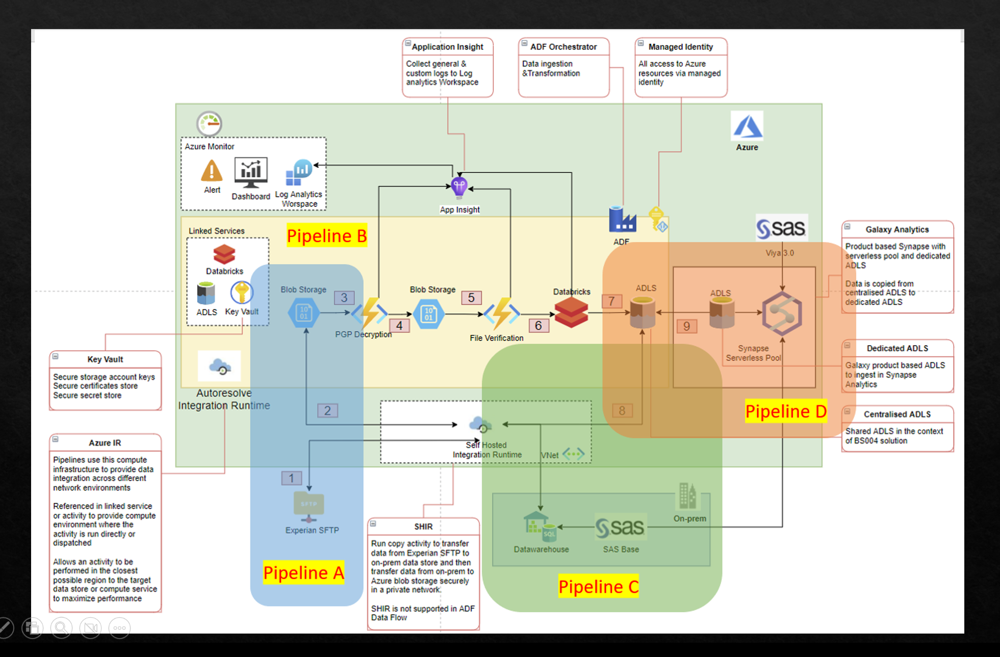 Application Insight
Collect general &
custom logs to Log
analytics Workspace
ADF Orchestrator
Data ingestion
&Transformation
Managed Identity
All access to Azure
resources via managed
identity
Azure
Azure Monitor
Alert
Dashboard
Log Analytics
Worspace
App Insight
ADF
Linked Services
Databricks
ADLS
Key Vault
Pipeline B
sas
Viya 3.0
Galaxy Analytics
Product based Synapse with
serverless pool and dedicated
ADLS
Data is copied from
centralised ADLS to
dedicated ADLS
Blob Storage
10
01
3
PGP Decryption
4
Blob Storage
10
01
5
File Verification
6
Databricks
7
ADLS
9
ADLS
Synapse
Serverless Pool
Dedicated ADLS
Galaxy product based ADLS
to ingest in Synapse
Analytics
Key Vault
Secure storage account keys
Secure certificates store
Secure secret store
Autoresolve
Integration Runtime
2
8
Pipeline D
Centralised ADLS
Shared ADLS in the context
of BS004 solution
Self Hosted
Integration Runtime
VNet
Azure IR
Pipelines use this compute
infrastructure to provide data
integration across different
network environments
Referenced in linked service
or activity to provide compute
environment where the
activity is run directly or
dispatched
Allows an activity to be
performed in the closest
possible region to the target
data store or compute service
to maximize performance
1
SFTP
Experian SFTP
Pipeline A
SHIR
Run copy activity to transfer
data from Experian SFTP to
on-prem data store and then
transfer data from on-prem to
Azure blob storage securely
in a private network.
SHIR is not supported in ADF
Data Flow
SQL
Datawarehouse
sas
SAS Base
On-prem
Pipeline C